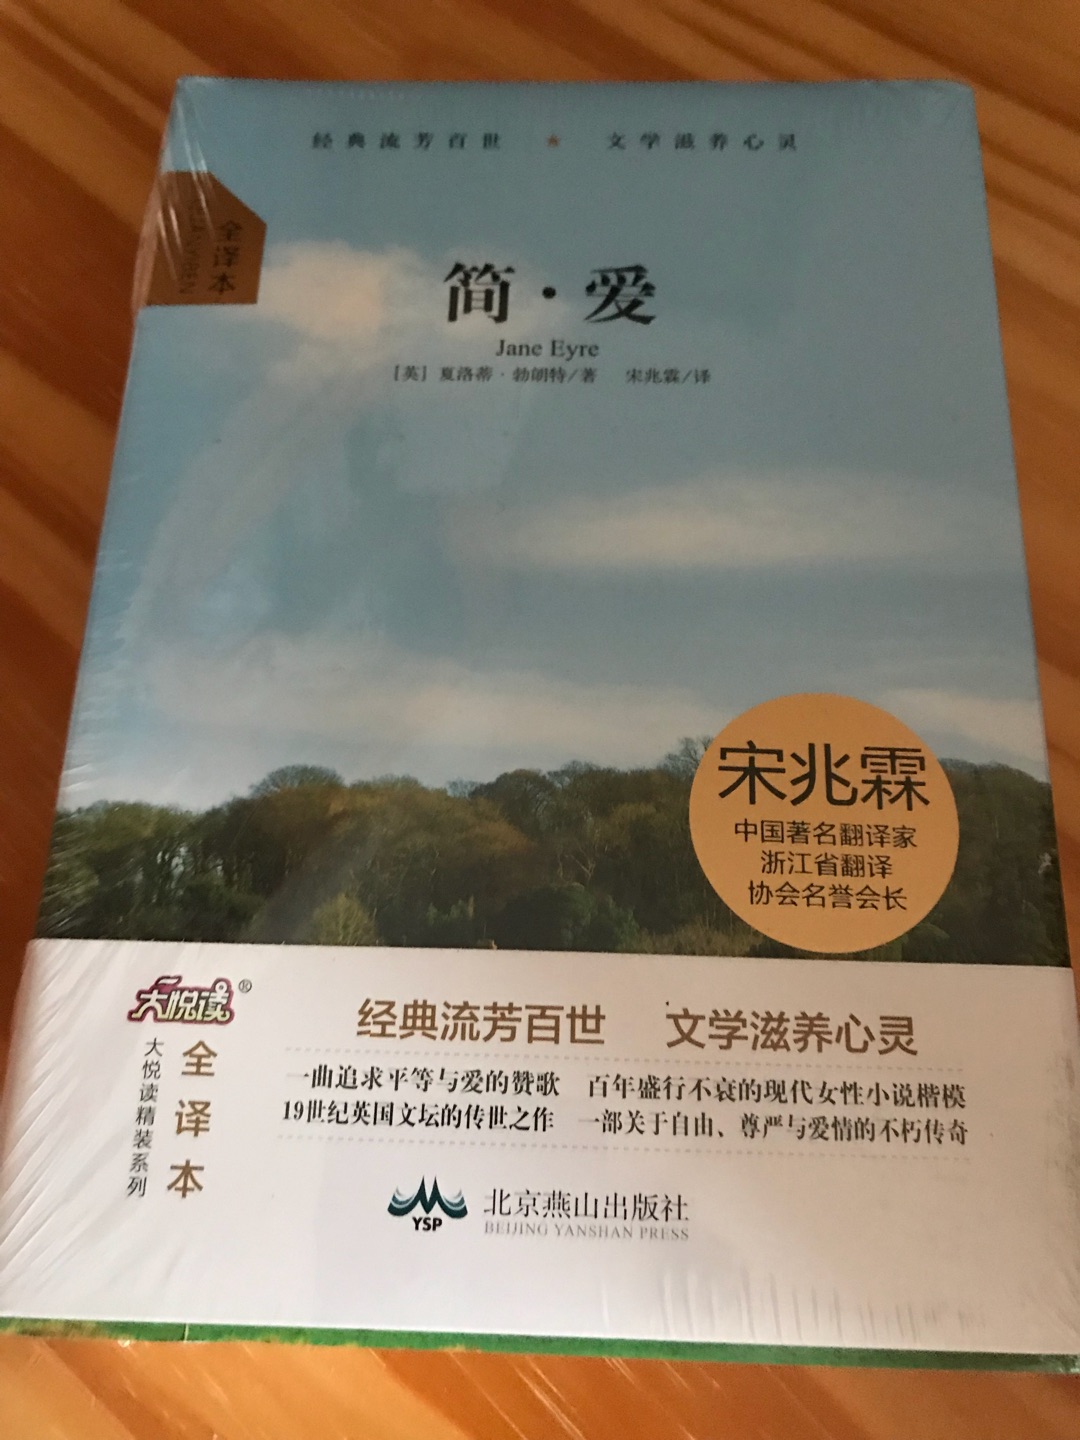 经典流芳百世 ★ 文学滋养心灵
全译本
QUANYIBEN
简·爱
Jane Eyre
[英] 夏洛蒂·勃朗特/著 宋兆霖/译
宋兆霖
中国著名翻译家
浙江省翻译
协会名誉会长
大悦读®
全译本
大悦读精装系列
经典流芳百世 文学滋养心灵
一曲追求平等与爱的赞歌 百年盛行不衰的现代女性小说楷模
19世纪英国文坛的传世之作 一部关于自由、尊严与爱情的不朽传奇
YSP
北京燕山出版社
BEIJING YANSHAN PRESS